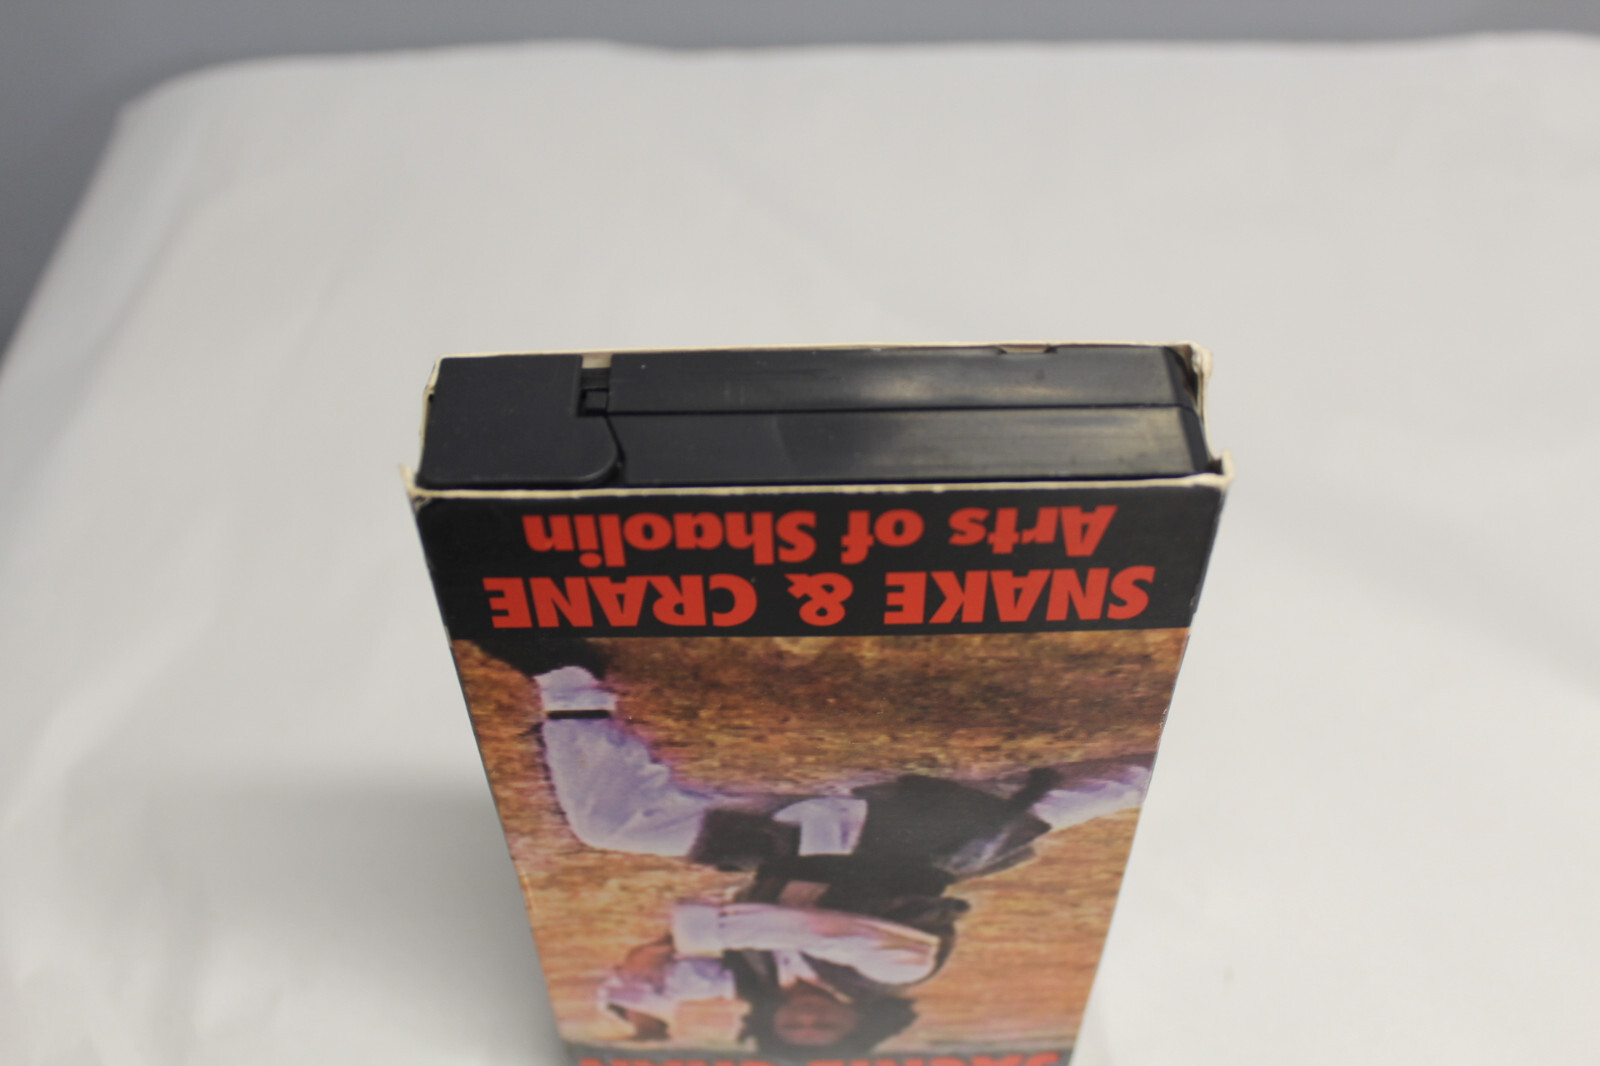 SNAKE & CRANE
Arts of Shaolin